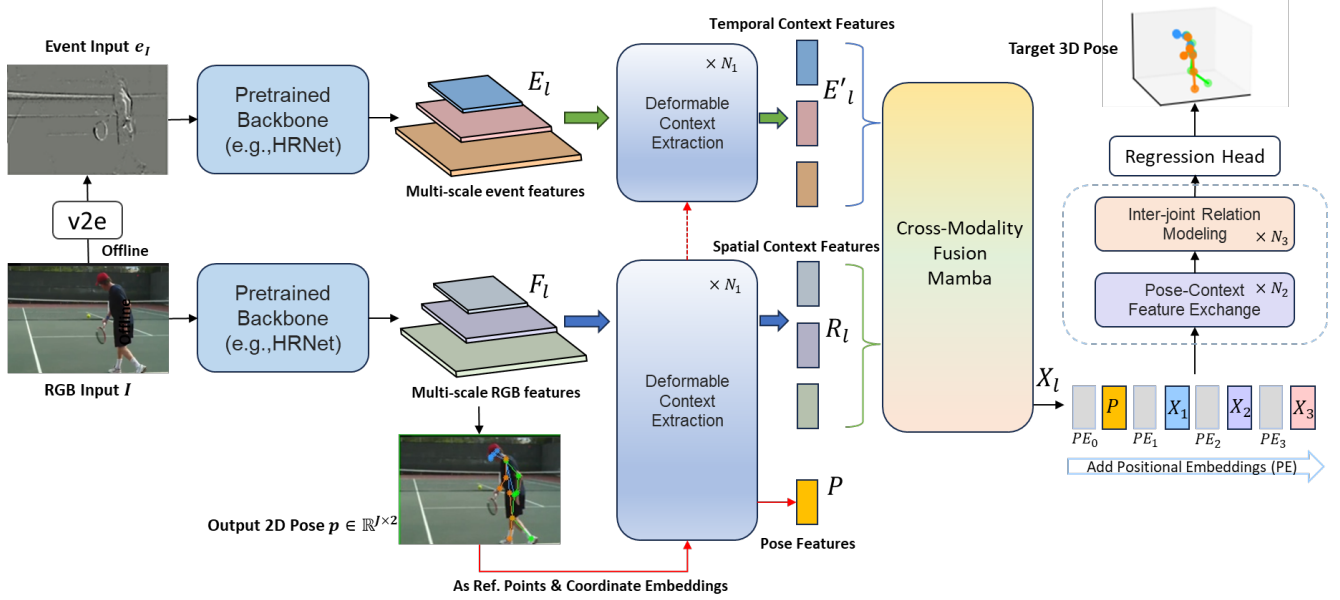 Event Input e_I
Pretrained
Backbone
(e.g.,HRNet)
E_l
Multi-scale event features
× N_1
Deformable
Context
Extraction
Temporal Context Features
E'_l
v2e
Offline
RGB Input I
Pretrained
Backbone
(e.g.,HRNet)
F_l
Multi-scale RGB features
Output 2D Pose p ∈ ℝ^{J×2}
As Ref. Points & Coordinate Embeddings
× N_1
Deformable
Context
Extraction
Spatial Context Features
R_l
P
Pose Features
Cross-Modality
Fusion
Mamba
X_l
Target 3D Pose
Regression Head
Inter-joint Relation
Modeling
× N_3
Pose-Context
Feature Exchange
× N_2
P
X_1
X_2
X_3
PE_0
PE_1
PE_2
PE_3
Add Positional Embeddings (PE)